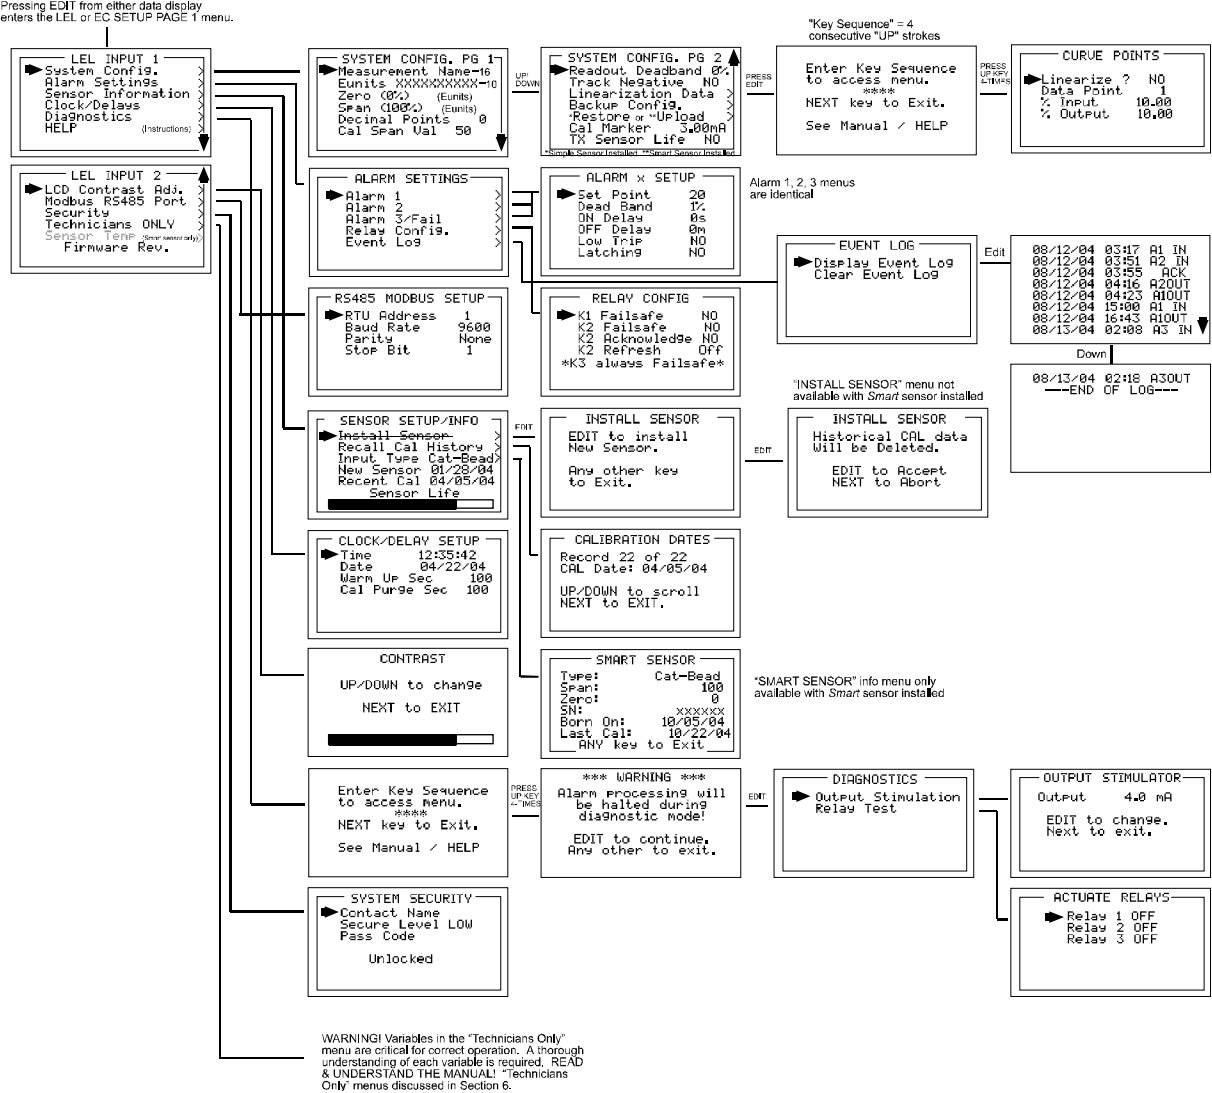 Pressing EDIT from either data display
enters the LEL or EC SETUP PAGE 1 menu.
LEL INPUT 1
System Config. >
Alarm Settings >
Sensor Information >
Clock/Delays >
Diagnostics >
HELP (Instructions) >
LEL INPUT 2
LCD Contrast Adj. >
Modbus RS485 Port >
Security >
Technicians ONLY >
Sensor Temp (Smart sensor only) >
Firmware Rev.
SYSTEM CONFIG. PG 1
Measurement Name-16
Eunits XXXXXXXXXX-10
Zero (0%) (Eunits)
Span (100%) (Eunits)
Decimal Points 0
Cal Span Val 50
UP/
DOWN
SYSTEM CONFIG. PG 2
Readout Deadband 0%
Track Negative NO
Linearization Data >
Backup Config. >
*Restore or **Upload >
Cal Marker 3.00mA
TX Sensor Life NO
*Simple Sensor Installed **Smart Sensor Installed
PRESS
EDIT
"Key Sequence" = 4
consecutive "UP" strokes
Enter Key Sequence
to access menu.
****
NEXT key to Exit.
See Manual / HELP
PRESS
UP KEY
4-TIMES
CURVE POINTS
Linearize ? NO
Data Point 1
% Input 10.00
% Output 10.00
ALARM SETTINGS
Alarm 1 >
Alarm 2 >
Alarm 3/Fail >
Relay Config. >
Event Log >
ALARM x SETUP
Set Point 20
Dead Band 1%
ON Delay 0s
OFF Delay 0m
Low Trip NO
Latching NO
Alarm 1, 2, 3 menus
are identical
EVENT LOG
Display Event Log
Clear Event Log
Edit
08/12/04 03:17 A1 IN
08/12/04 03:51 A2 IN
08/12/04 03:55 ACK
08/12/04 04:16 A2OUT
08/12/04 04:23 A1OUT
08/12/04 15:00 A1 IN
08/12/04 16:43 A1OUT
08/13/04 02:08 A3 IN
Down
08/13/04 02:18 A3OUT
---END OF LOG---
RS485 MODBUS SETUP
RTU Address 1
Baud Rate 9600
Parity None
Stop Bit 1
RELAY CONFIG
K1 Failsafe NO
K2 Failsafe NO
K2 Acknowledge NO
K2 Refresh Off
*K3 always Failsafe*
SENSOR SETUP/INFO
Install Sensor >
Recall Cal History >
Input Type Cat-Bead>
New Sensor 01/28/04
Recent Cal 04/05/04
Sensor Life
EDIT
INSTALL SENSOR
EDIT to install
New Sensor.
Any other key
to Exit.
EDIT
"INSTALL SENSOR" menu not
available with Smart sensor installed
INSTALL SENSOR
Historical CAL data
Will be Deleted.
EDIT to Accept
NEXT to Abort
CLOCK/DELAY SETUP
Time 12:35:42
Date 04/22/04
Warm Up Sec 100
Cal Purge Sec 100
CALIBRATION DATES
Record 22 of 22
CAL Date: 04/05/04
UP/DOWN to scroll
NEXT to EXIT.
CONTRAST
UP/DOWN to change
NEXT to EXIT
SMART SENSOR
Type: Cat-Bead
Span: 100
Zero: 0
SN: xxxxxx
Born On: 10/05/04
Last Cal: 10/22/04
ANY key to Exit
"SMART SENSOR" info menu only
available with Smart sensor installed
Enter Key Sequence
to access menu.
****
NEXT key to Exit.
See Manual / HELP
PRESS
UP KEY
4-TIMES
*** WARNING ***
Alarm processing will
be halted during
diagnostic mode!
EDIT to continue.
Any other to exit.
EDIT
DIAGNOSTICS
Output Stimulation
Relay Test
OUTPUT STIMULATOR
Output 4.0 mA
EDIT to change.
Next to exit.
ACTUATE RELAYS
Relay 1 OFF
Relay 2 OFF
Relay 3 OFF
SYSTEM SECURITY
Contact Name
Secure Level LOW
Pass Code
Unlocked
WARNING! Variables in the "Technicians Only"
menu are critical for correct operation. A thorough
understanding of each variable is required. READ
& UNDERSTAND THE MANUAL! "Technicians
Only" menus discussed in Section 6.